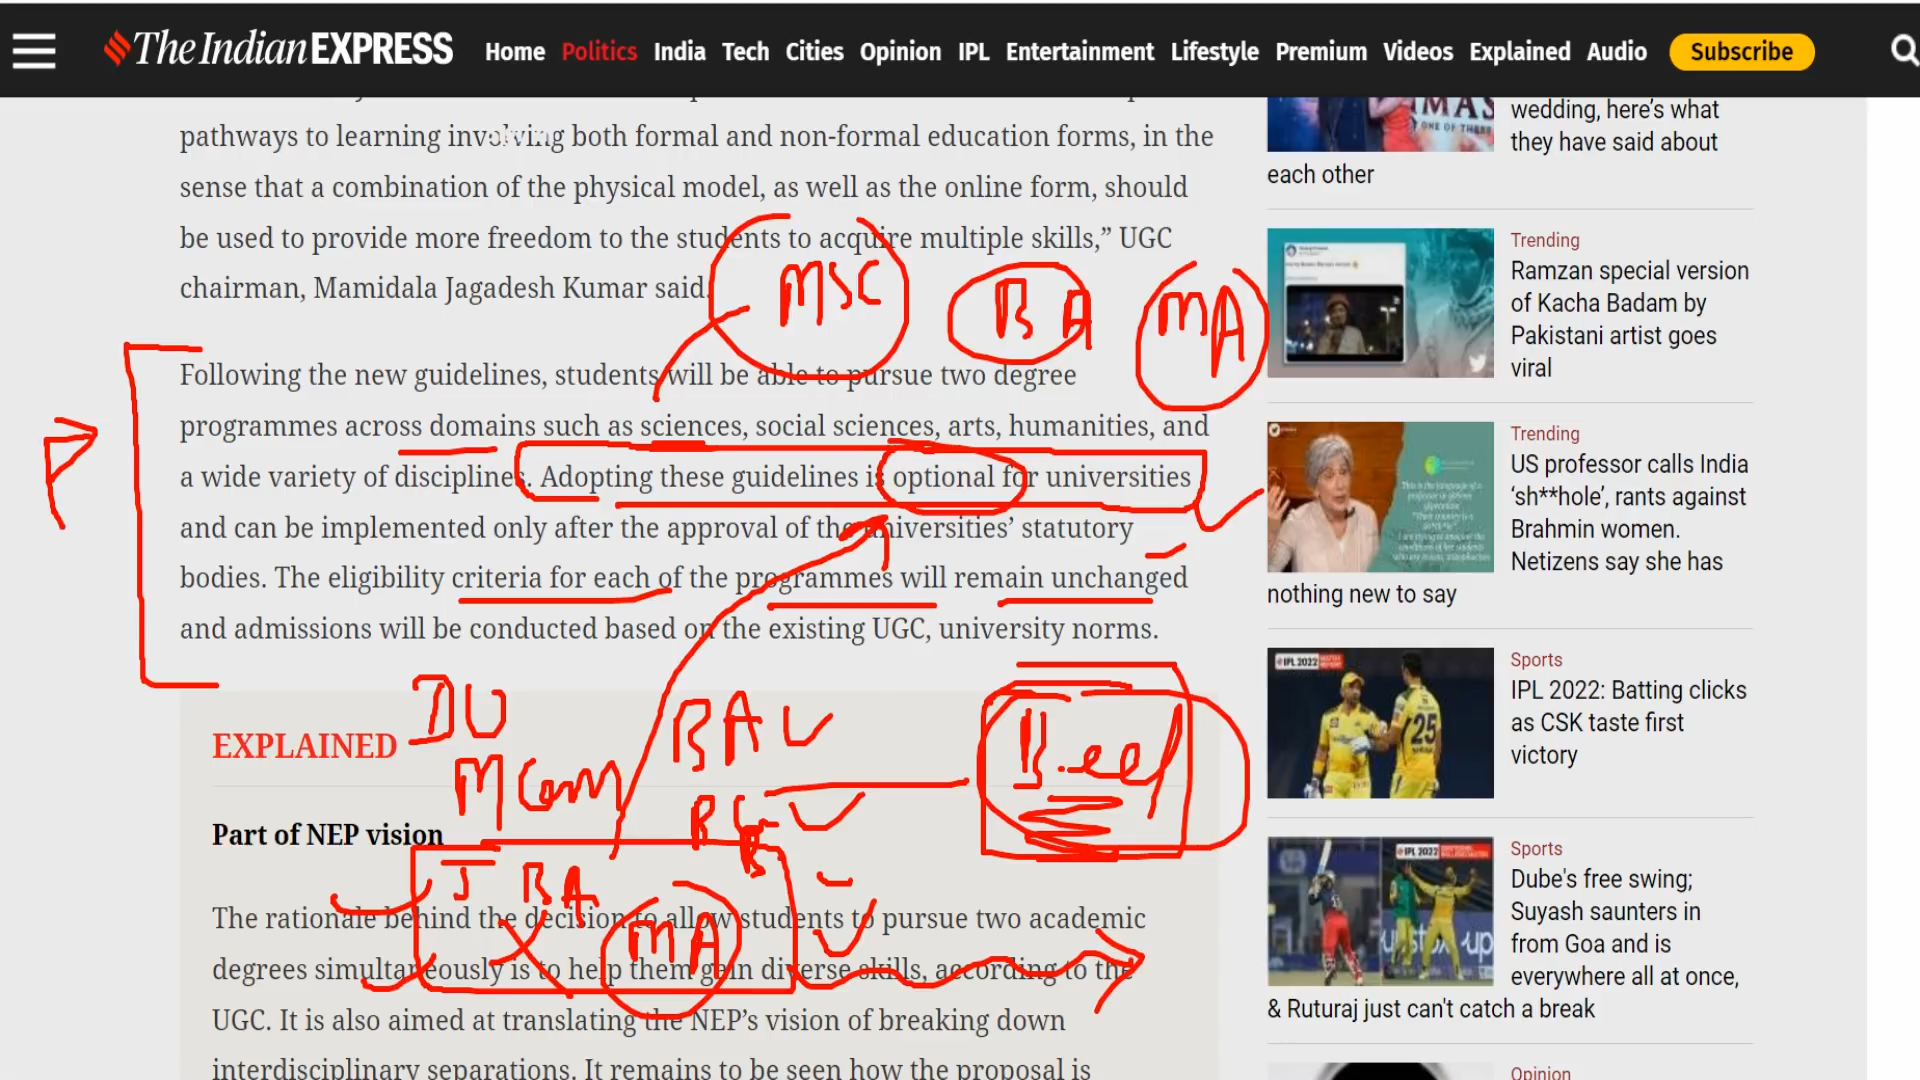 The Indian EXPRESS Home Politics India Tech Cities Opinion IPL Entertainment Lifestyle Premium Videos Explained Audio Subscribe
pathways to learning involving both formal and non-formal education forms, in the
sense that a combination of the physical model, as well as the online form, should
be used to provide more freedom to the students to acquire multiple skills,” UGC
chairman, Mamidala Jagadesh Kumar said.
MSC BA MA
Following the new guidelines, students will be able to pursue two degree
programmes across domains such as sciences, social sciences, arts, humanities, and
a wide variety of disciplines. Adopting these guidelines is optional for universities
and can be implemented only after the approval of the universities’ statutory
bodies. The eligibility criteria for each of the programmes will remain unchanged
and admissions will be conducted based on the existing UGC, university norms.
DU
BA
B.ed
EXPLAINED
MCom
Part of NEP vision
J BA
MA
The rationale behind the decision to allow students to pursue two academic
degrees simultaneously is to help them gain diverse skills, according to the
UGC. It is also aimed at translating the NEP’s vision of breaking down
interdisciplinary separations. It remains to be seen how the proposal is
wedding, here’s what
they have said about
each other
Trending
Ramzan special version
of Kacha Badam by
Pakistani artist goes
viral
Trending
US professor calls India
‘sh**hole’, rants against
Brahmin women.
Netizens say she has
nothing new to say
IPL 2022
Sports
IPL 2022: Batting clicks
as CSK taste first
victory
25
IPL 2022
Sports
Dube's free swing;
Suyash saunters in
from Goa and is
everywhere all at once,
& Ruturaj just can't catch a break
Opinion